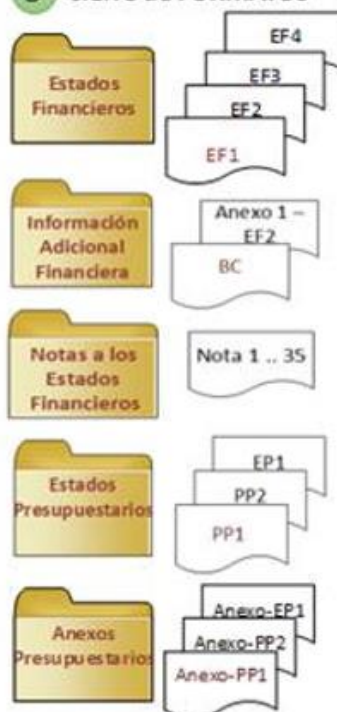 Estados
Financieros
EF4
EF3
EF2
EF1
Información
Adicional
Financiera
Anexo 1 –
EF2
BC
Notas a los
Estados
Financieros
Nota 1 .. 35
Estados
Presupuestarios
EP1
PP2
PP1
Anexos
Presupuestarios
Anexo-EP1
Anexo-PP2
Anexo-PP1